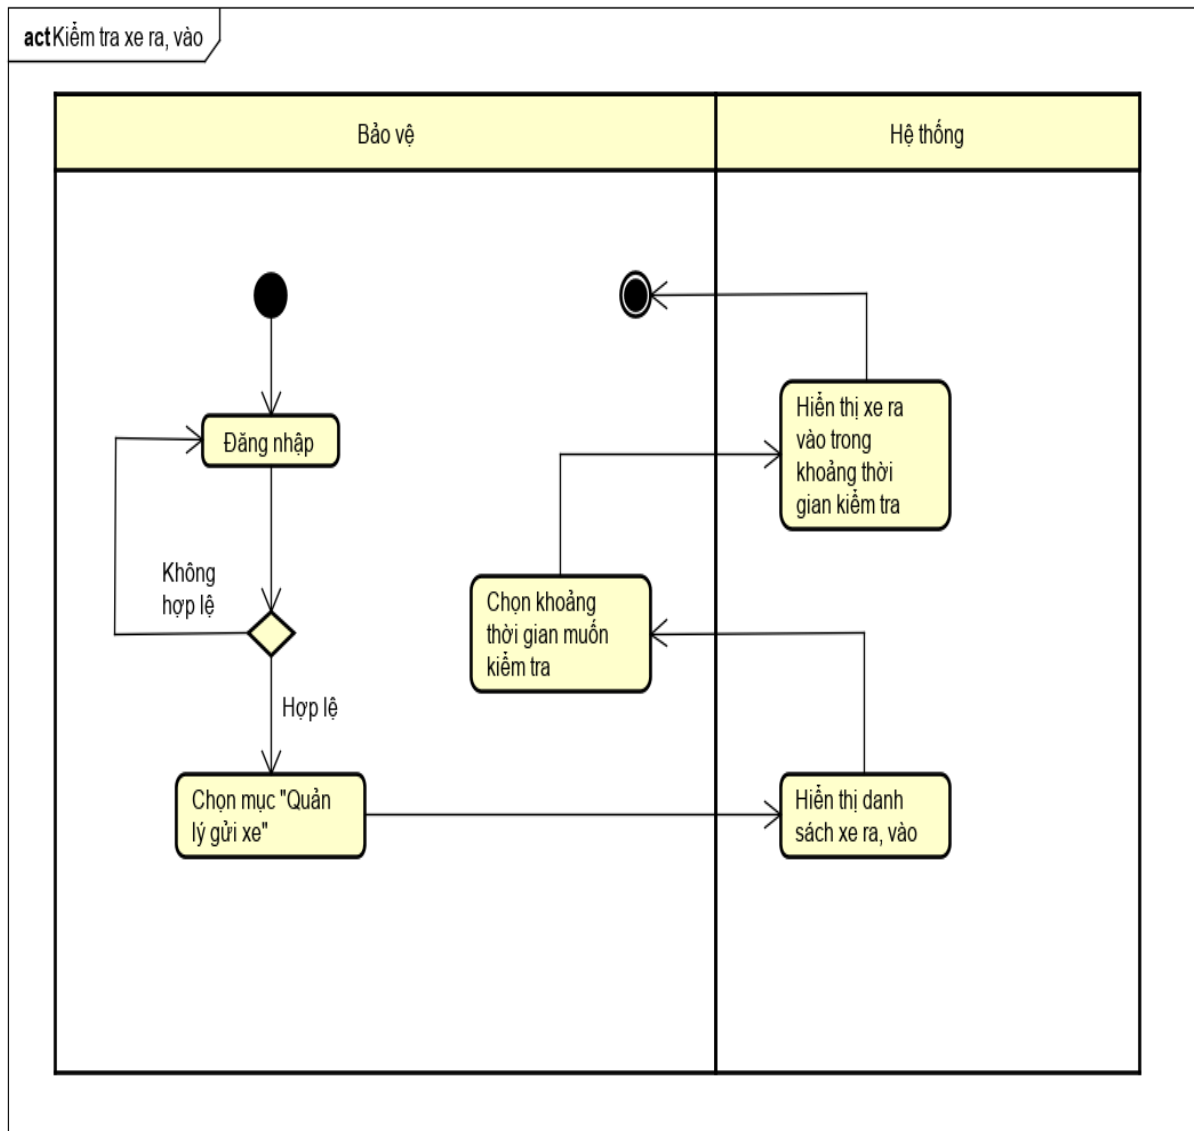 actKiểm tra xe ra, vào
Bảo vệ
Hệ thống
Đăng nhập
Không
hợp lệ
Hợp lệ
Chọn mục "Quản
lý gửi xe"
Hiển thị danh
sách xe ra, vào
Chọn khoảng
thời gian muốn
kiểm tra
Hiển thị xe ra
vào trong
khoảng thời
gian kiểm tra